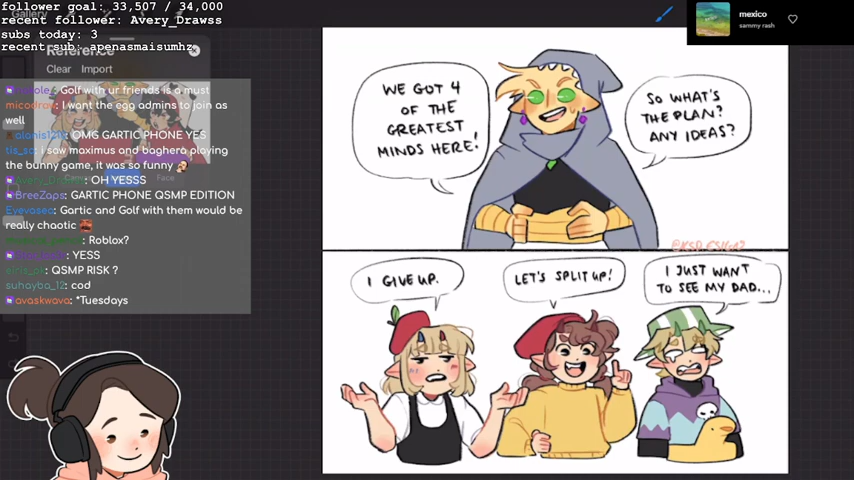 follower goal: 33,507 / 34,000
recent follower: Avery_Drawss
subs today: 3
recent sub: apenasmaisumhz
Gallery
Reference
Clear Import
Golf with ur friends is a must
I want the egg admins to join as
well
OMG GARTIC PHONE YES
i saw maximus and baghera playing
the bunny game, it was so funny
OH YESSS
BreeZaps: GARTIC PHONE QSMP EDITION
Evevasea: Gartic and Golf with them would be
really chaotic
Roblox?
YESS
QSMP RISK ?
suhayba_12: cod
avaskwava: *Tuesdays
mexico
sammy rash
WE GOT 4
OF THE
GREATEST
MINDS HERE!
SO WHAT'S
THE PLAN?
ANY IDEAS?
I GIVE UP.
LET'S SPLIT UP!
I JUST WANT
TO SEE MY DAD...